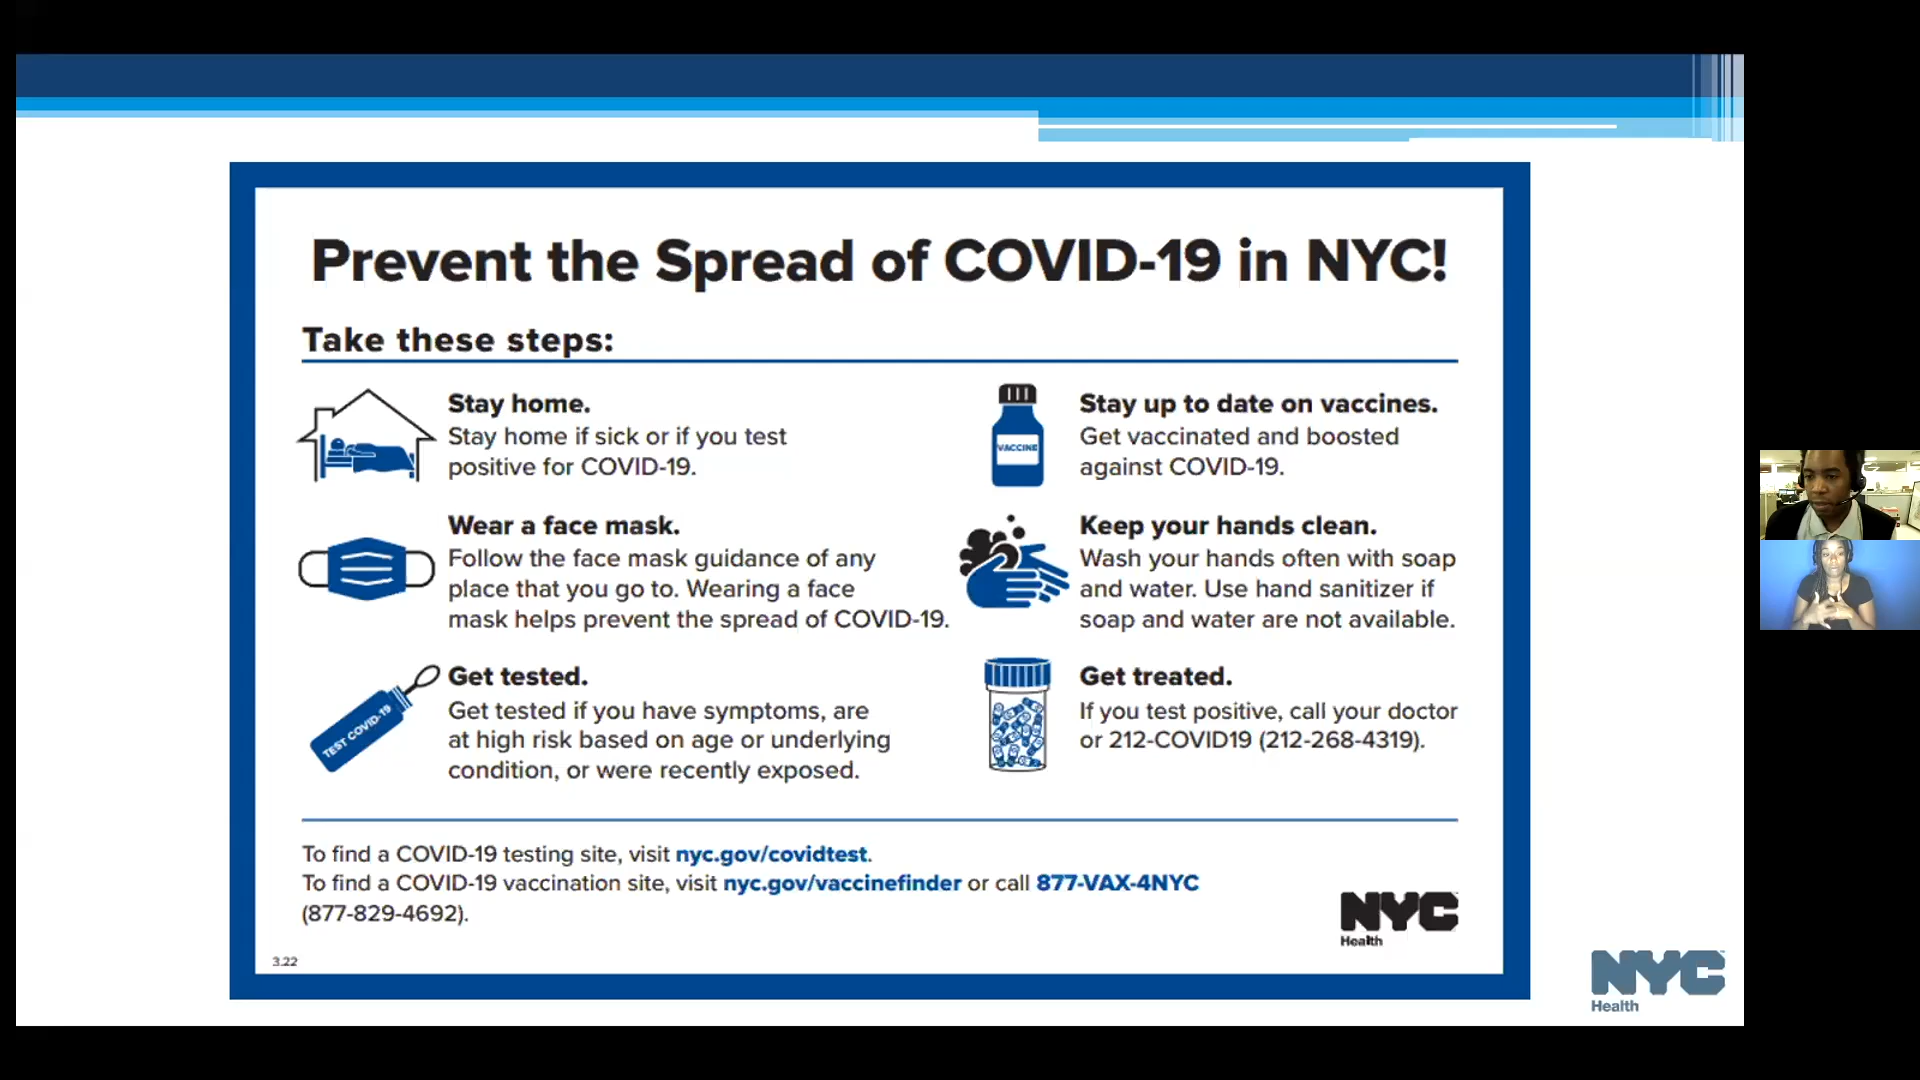 Prevent the Spread of COVID-19 in NYC!
Take these steps:
Stay home.
Stay home if sick or if you test
positive for COVID-19.
VACCINE
Stay up to date on vaccines.
Get vaccinated and boosted
against COVID-19.
Wear a face mask.
Follow the face mask guidance of any
place that you go to. Wearing a face
mask helps prevent the spread of COVID-19.
Keep your hands clean.
Wash your hands often with soap
and water. Use hand sanitizer if
soap and water are not available.
TEST COVID-19
Get tested.
Get tested if you have symptoms, are
at high risk based on age or underlying
condition, or were recently exposed.
Get treated.
If you test positive, call your doctor
or 212-COVID19 (212-268-4319).
To find a COVID-19 testing site, visit nyc.gov/covidtest.
To find a COVID-19 vaccination site, visit nyc.gov/vaccinefinder or call 877-VAX-4NYC
(877-829-4692).
NYC
Health
3.22
NYC
Health